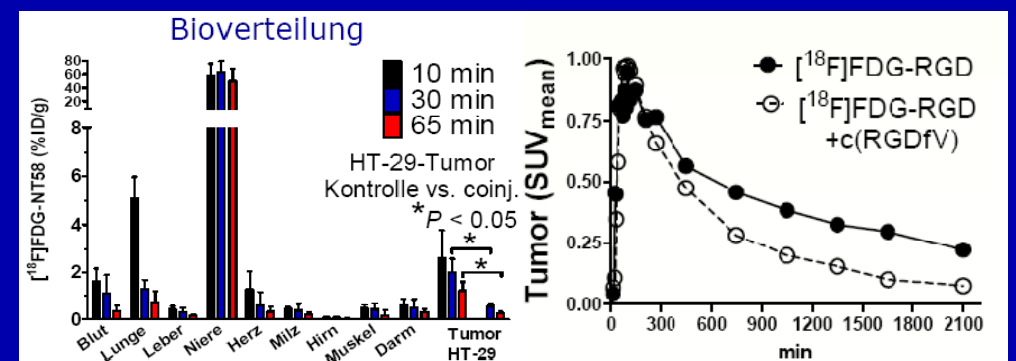 Bioverteilung
[¹⁸F]FDG-NT58 (%ID/g)
80
60
40
20
8
6
4
2
0
10 min
30 min
65 min
HT-29-Tumor
Kontrolle vs. coinj.
*P < 0.05
*
*
Blut
Lunge
Leber
Niere
Herz
Milz
Hirn
Muskel
Darm
Tumor
HT-29
Tumor (SUVmean)
1.00
0.75
0.50
0.25
0.00
[¹⁸F]FDG-RGD
[¹⁸F]FDG-RGD
+c(RGDfV)
0 300 600 900 1200 1500 1800 2100
min